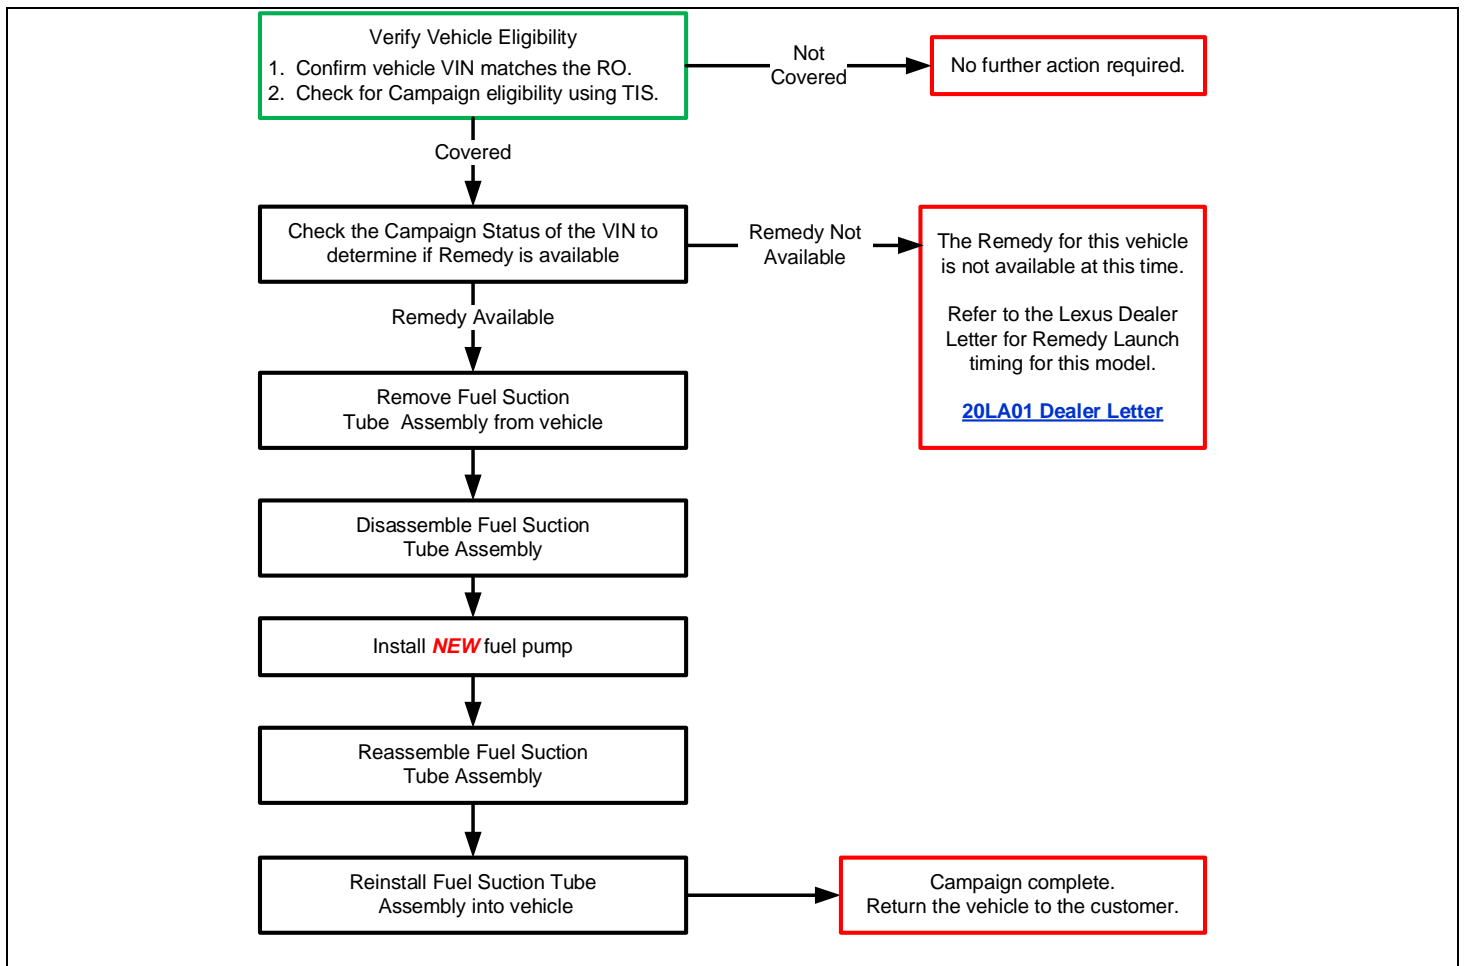 Verify Vehicle Eligibility
1. Confirm vehicle VIN matches the RO.
2. Check for Campaign eligibility using TIS.
Not
Covered
No further action required.
Covered
Check the Campaign Status of the VIN to
determine if Remedy is available
Remedy Not
Available
The Remedy for this vehicle
is not available at this time.
Refer to the Lexus Dealer
Letter for Remedy Launch
timing for this model.
20LA01 Dealer Letter
Remedy Available
Remove Fuel Suction
Tube Assembly from vehicle
Disassemble Fuel Suction
Tube Assembly
Install NEW fuel pump
Reassemble Fuel Suction
Tube Assembly
Reinstall Fuel Suction Tube
Assembly into vehicle
Campaign complete.
Return the vehicle to the customer.